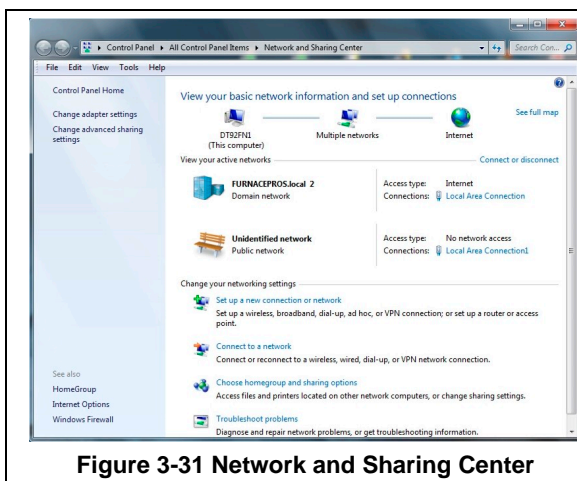 Control Panel ▸ All Control Panel Items ▸ Network and Sharing Center
Search Con...
File Edit View Tools Help
Control Panel Home
Change adapter settings
Change advanced sharing
settings
See also
HomeGroup
Internet Options
Windows Firewall
View your basic network information and set up connections
See full map
DT92FN1
(This computer)
Multiple networks
Internet
View your active networks
Connect or disconnect
FURNACEPROS.local 2
Domain network
Access type: Internet
Connections: Local Area Connection
Unidentified network
Public network
Access type: No network access
Connections: Local Area Connection1
Change your networking settings
Set up a new connection or network
Set up a wireless, broadband, dial-up, ad hoc, or VPN connection; or set up a router or access
point.
Connect to a network
Connect or reconnect to a wireless, wired, dial-up, or VPN network connection.
Choose homegroup and sharing options
Access files and printers located on other network computers, or change sharing settings.
Troubleshoot problems
Diagnose and repair network problems, or get troubleshooting information.
Figure 3-31 Network and Sharing Center